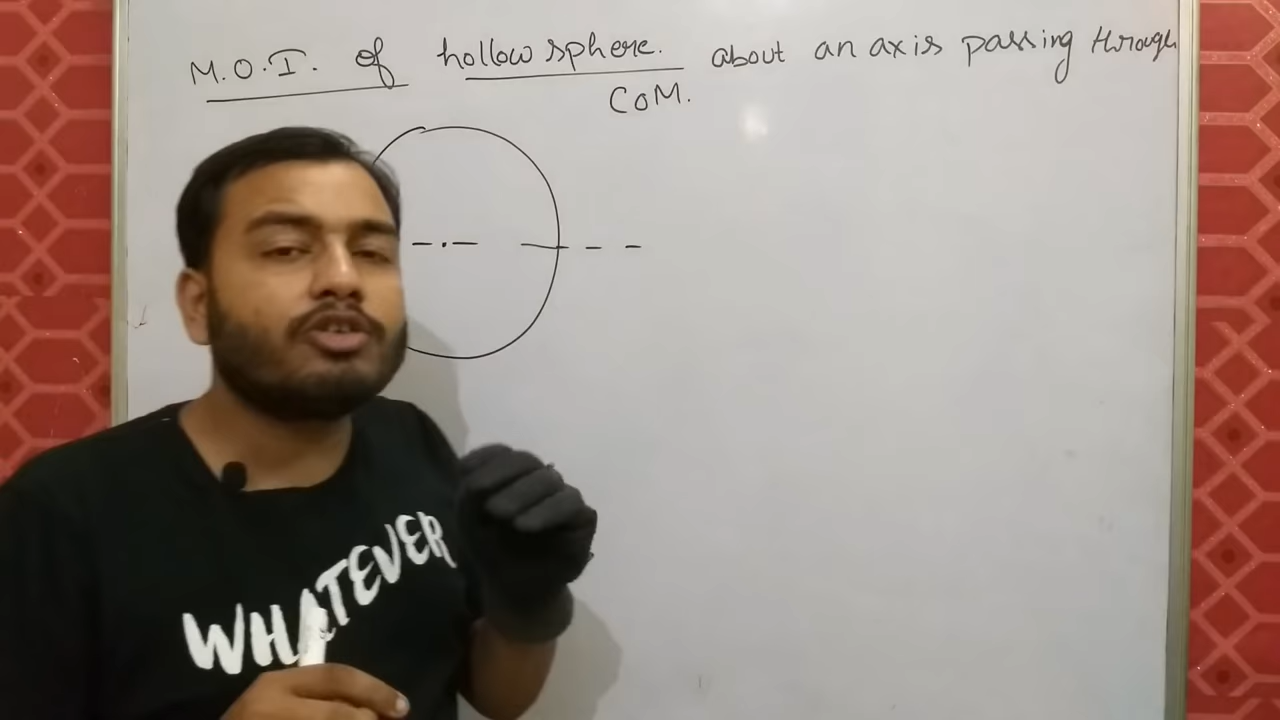 M.O.I. of hollow sphere. about an axis passing through
COM.
WHATEVER